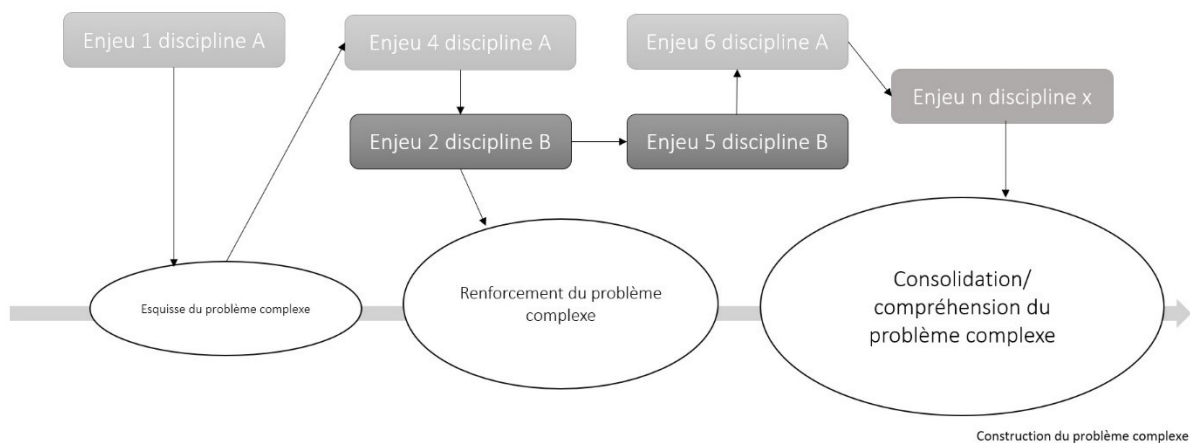 Enjeu 1 discipline A
Enjeu 4 discipline A
Enjeu 6 discipline A
Enjeu n discipline x
Enjeu 2 discipline B
Enjeu 5 discipline B
Esquisse du problème complexe
Renforcement du problème
complexe
Consolidation/
compréhension du
problème complexe
Construction du problème complexe